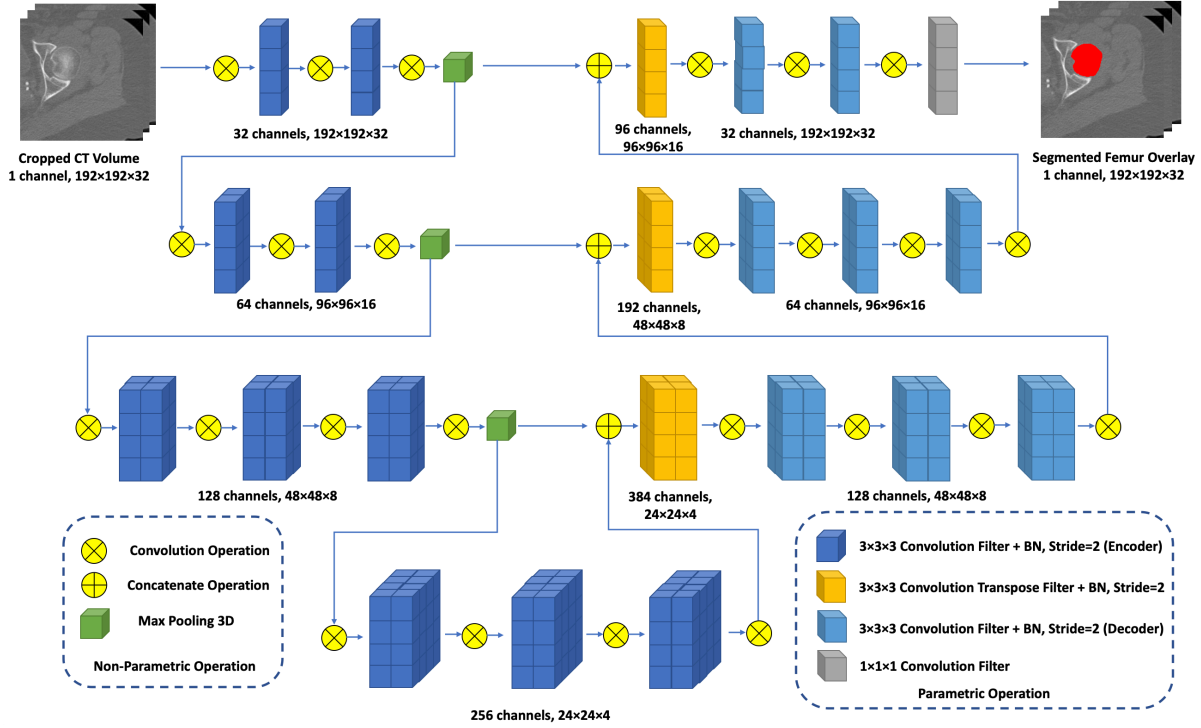 Cropped CT Volume
1 channel, 192×192×32
32 channels, 192×192×32
96 channels,
96×96×16
32 channels, 192×192×32
Segmented Femur Overlay
1 channel, 192×192×32
64 channels, 96×96×16
192 channels,
48×48×8
64 channels, 96×96×16
128 channels, 48×48×8
384 channels,
24×24×4
128 channels, 48×48×8
256 channels, 24×24×4
Convolution Operation
Concatenate Operation
Max Pooling 3D
Non-Parametric Operation
3×3×3 Convolution Filter + BN, Stride=2 (Encoder)
3×3×3 Convolution Transpose Filter + BN, Stride=2
3×3×3 Convolution Filter + BN, Stride=2 (Decoder)
1×1×1 Convolution Filter
Parametric Operation